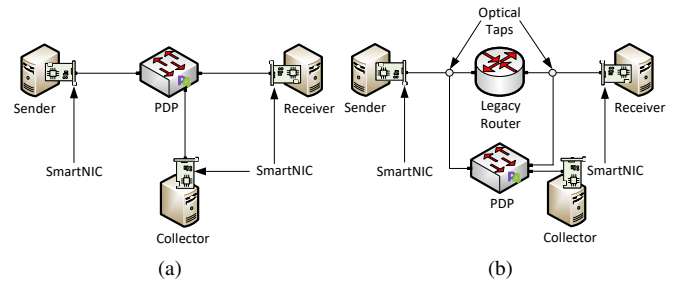 Sender
PDP
Receiver
SmartNIC
SmartNIC
Collector
(a)
Optical
Taps
Sender
Legacy
Router
Receiver
SmartNIC
SmartNIC
PDP
Collector
(b)